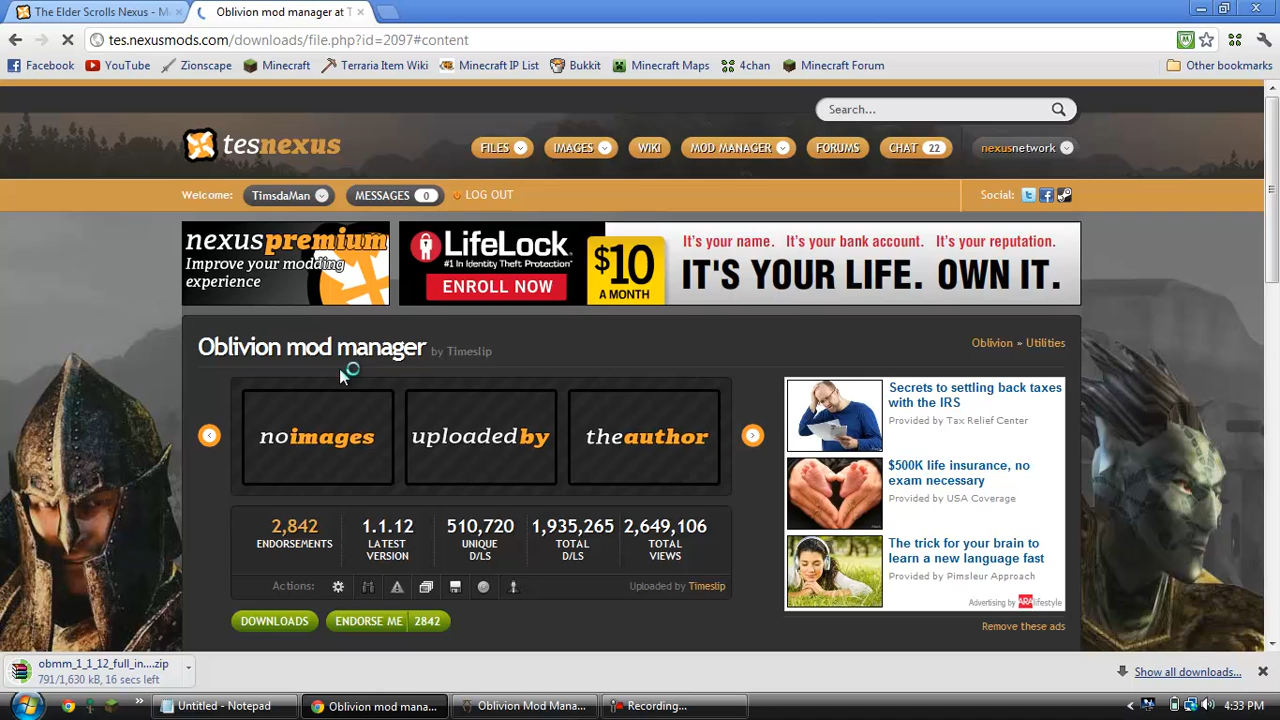 The Elder Scrolls Nexus - M
Oblivion mod manager at T
tes.nexusmods.com/downloads/file.php?id=2097#content
Facebook
YouTube
Zionscape
Minecraft
Terraria Item Wiki
Minecraft IP List
Bukkit
Minecraft Maps
4chan
Minecraft Forum
Other bookmarks
Search...
tesnexus
FILES
IMAGES
WIKI
MOD MANAGER
FORUMS
CHAT 22
nexusnetwork
Welcome:
TimsdaMan
MESSAGES 0
LOG OUT
Social:
nexuspremium
Improve your modding
experience
LifeLock
#1 In Identity Theft Protection
ENROLL NOW
$10
A MONTH
It's your name. It's your bank account. It's your reputation.
IT'S YOUR LIFE. OWN IT.
Oblivion mod manager by Timeslip
Oblivion » Utilities
noimages
uploadedby
theauthor
2,842
ENDORSEMENTS
1.1.12
LATEST
VERSION
510,720
UNIQUE
D/LS
1,935,265
TOTAL
D/LS
2,649,106
TOTAL
VIEWS
Actions:
Uploaded by Timeslip
DOWNLOADS
ENDORSE ME 2842
Secrets to settling back taxes
with the IRS
Provided by Tax Relief Center
$500K life insurance, no
exam necessary
Provided by USA Coverage
The trick for your brain to
learn a new language fast
Provided by Pimsleur Approach
Advertising by ARAlifestyle
Remove these ads
obmm_1_1_12_full_in....zip
791/1,630 kB, 16 secs left
Show all downloads...
Untitled - Notepad
Oblivion mod mana...
Oblivion Mod Mana...
Recording...
4:33 PM